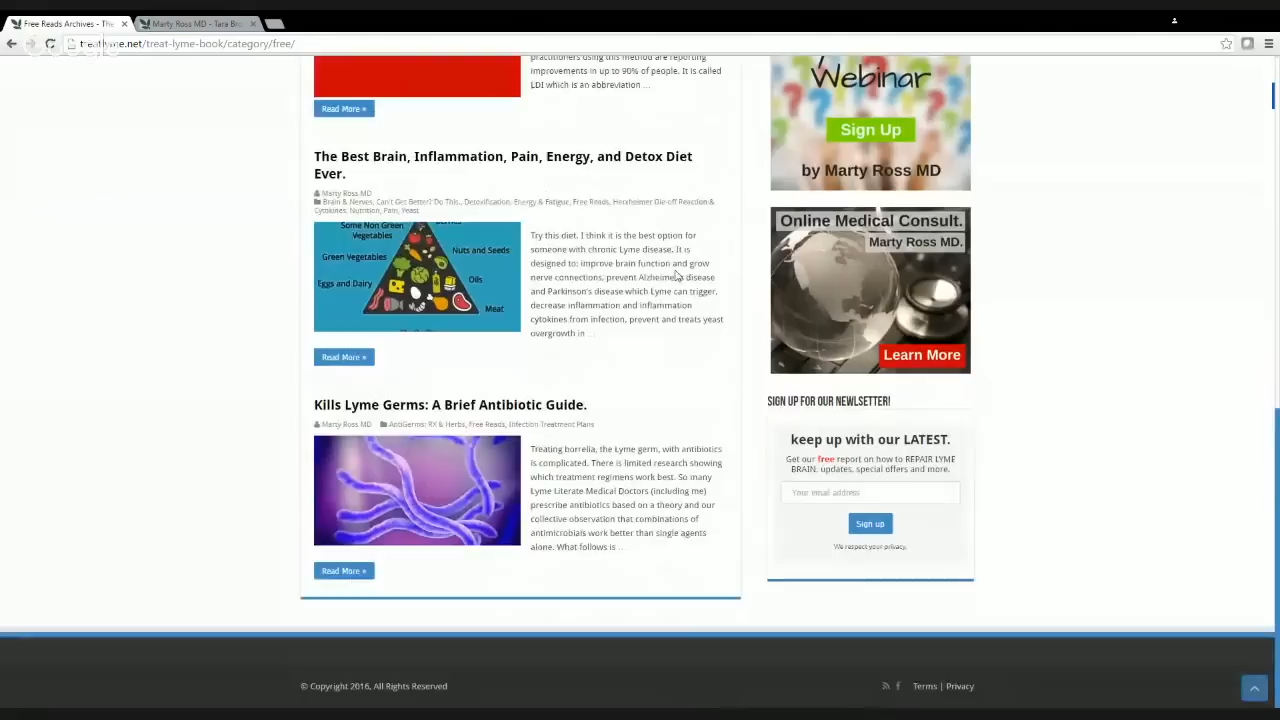 Free Reads Archives - The
Marty Ross MD - Tara Bro
treatlyme.net/treat-lyme-book/category/free/
practitioners using this method are reporting
improvements in up to 90% of people. It is called
LDI which is an abbreviation ...
Read More »
The Best Brain, Inflammation, Pain, Energy, and Detox Diet
Ever.
Marty Ross MD
Brain & Nerves, Can't Get Better? Do This., Detoxification, Energy & Fatigue, Free Reads, Herxheimer Die-off Reaction &
Cytokines, Nutrition, Pain, Yeast
Some Non Green
Vegetables
Berries
Green Vegetables
Nuts and Seeds
Eggs and Dairy
Oils
Meat
Try this diet. I think it is the best option for
someone with chronic Lyme disease. It is
designed to: improve brain function and grow
nerve connections, prevent Alzheimer's disease
and Parkinson's disease which Lyme can trigger,
decrease inflammation and inflammation
cytokines from infection, prevent and treats yeast
overgrowth in ...
Read More »
Kills Lyme Germs: A Brief Antibiotic Guide.
Marty Ross MD
AntiGerms: RX & Herbs, Free Reads, Infection Treatment Plans
Treating borrelia, the Lyme germ, with antibiotics
is complicated. There is limited research showing
which treatment regimens work best. So many
Lyme Literate Medical Doctors (including me)
prescribe antibiotics based on a theory and our
collective observation that combinations of
antimicrobials work better than single agents
alone. What follows is ...
Read More »
Webinar
Sign Up
by Marty Ross MD
Online Medical Consult.
Marty Ross MD.
Learn More
SIGN UP FOR OUR NEWLSETTER!
keep up with our LATEST.
Get our free report on how to REPAIR LYME
BRAIN, updates, special offers and more.
Your email address
Sign up
We respect your privacy.
© Copyright 2016, All Rights Reserved
Terms | Privacy